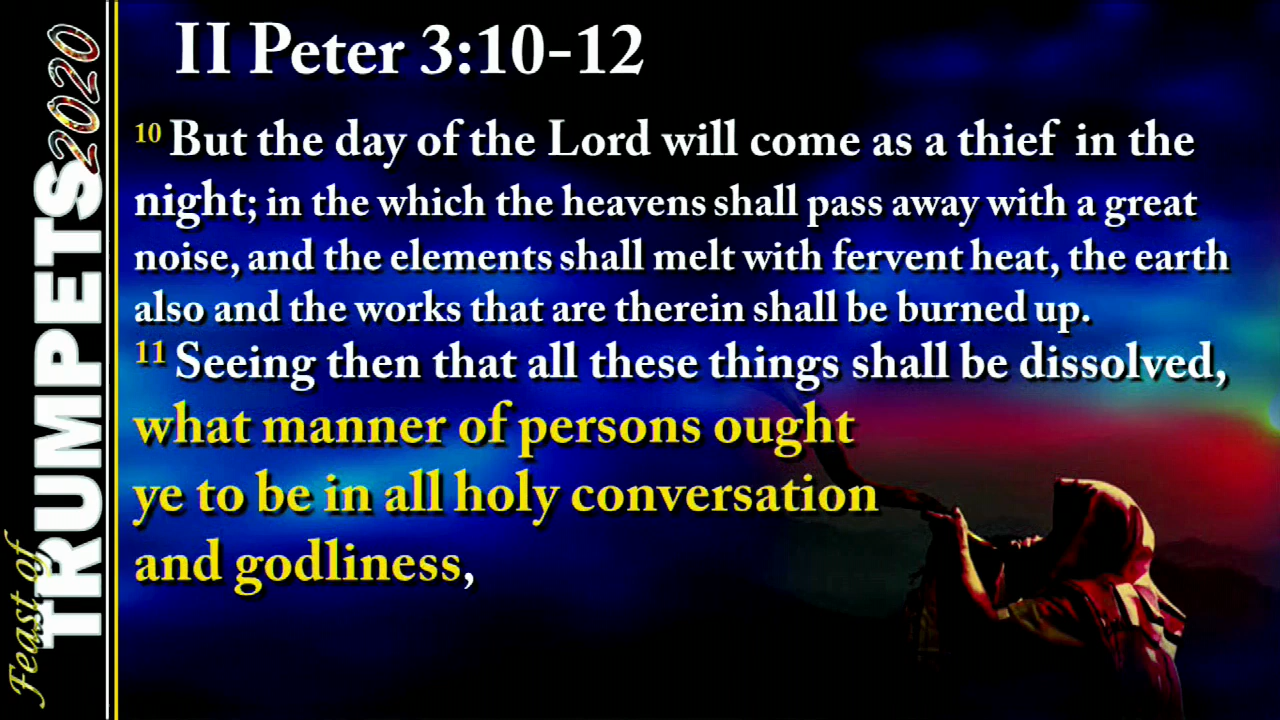 Feast of
TRUMPETS 2020
II Peter 3:10-12
10 But the day of the Lord will come as a thief in the
night; in the which the heavens shall pass away with a great
noise, and the elements shall melt with fervent heat, the earth
also and the works that are therein shall be burned up.
11 Seeing then that all these things shall be dissolved,
what manner of persons ought
ye to be in all holy conversation
and godliness,